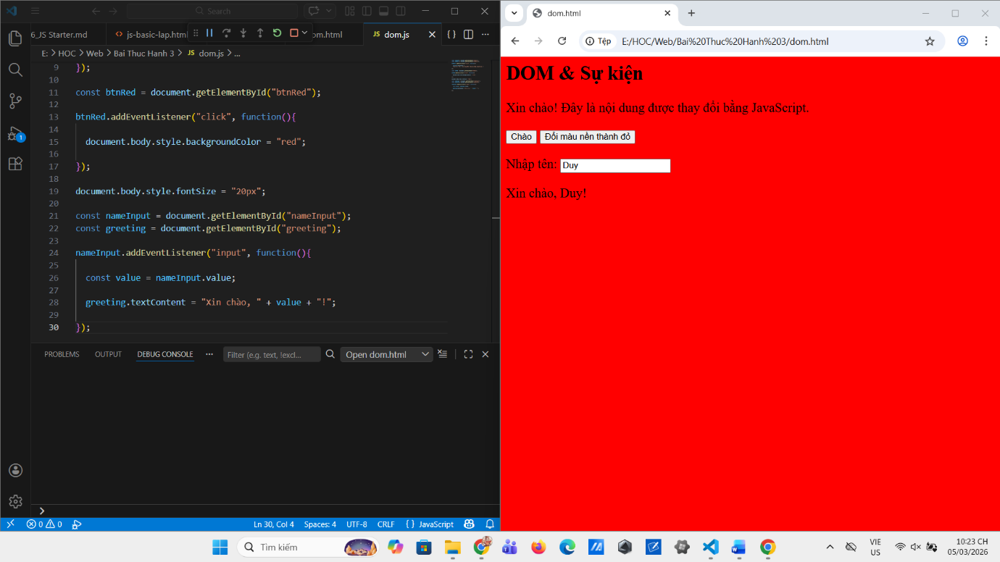 Search
6_JS Starter.md
js-basic-lap.html
om.html
JS dom.js
E: > HOC > Web > Bai Thuc Hanh 3 > JS dom.js > ...
9 });
10
11 const btnRed = document.getElementById("btnRed");
12
13 btnRed.addEventListener("click", function(){
14
15 document.body.style.backgroundColor = "red";
16
17 });
18
19 document.body.style.fontSize = "20px";
20
21 const nameInput = document.getElementById("nameInput");
22 const greeting = document.getElementById("greeting");
23
24 nameInput.addEventListener("input", function(){
25
26 const value = nameInput.value;
27
28 greeting.textContent = "Xin chào, " + value + "!";
29
30 });
PROBLEMS OUTPUT DEBUG CONSOLE ... Filter (e.g. text, !excl... Open dom.html
1
0 0 Ln 30, Col 4 Spaces: 4 UTF-8 CRLF {} JavaScript
dom.html
Tệp E:/HOC/Web/Bai%20Thuc%20Hanh%203/dom.html
DOM & Sự kiện
Xin chào! Đây là nội dung được thay đổi bằng JavaScript.
Chào Đổi màu nền thành đỏ
Nhập tên: Duy
Xin chào, Duy!
Tìm kiếm
VIE
US
10:23 CH
05/03/2026